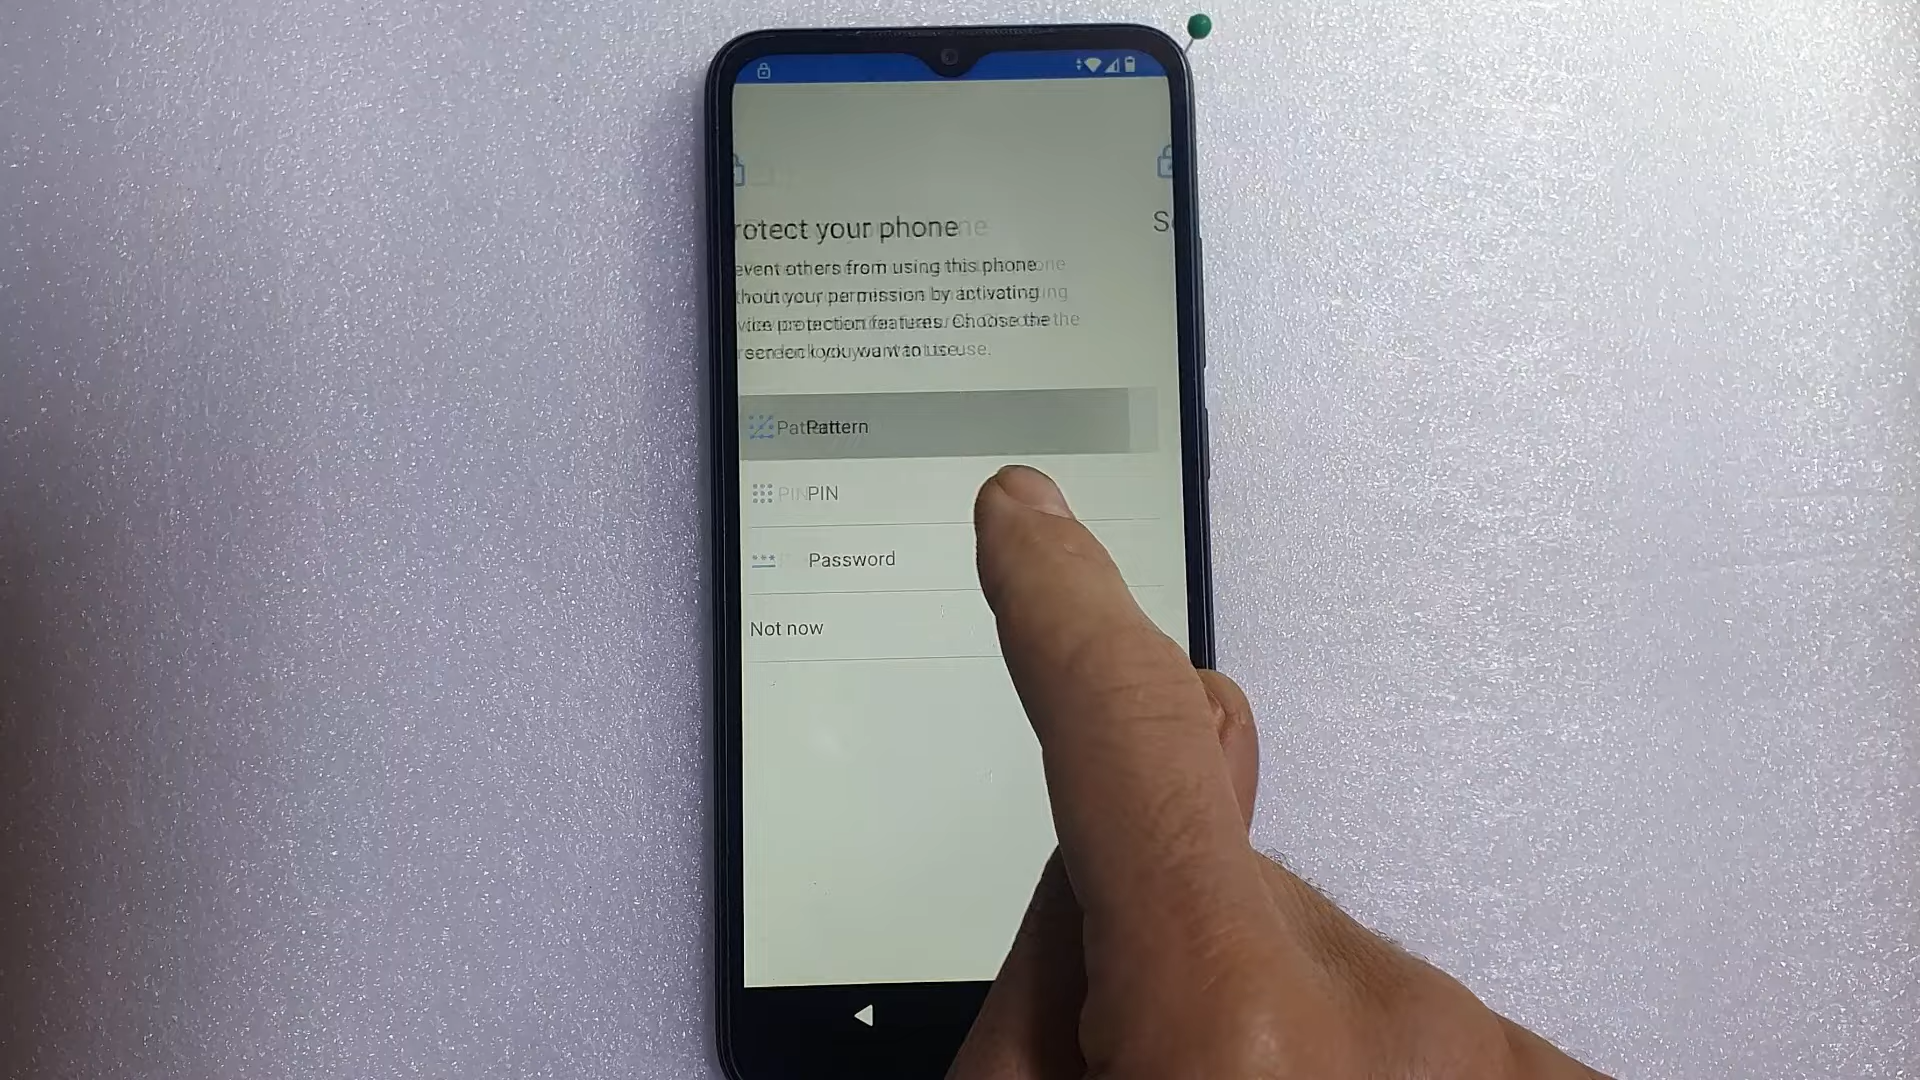 rotect your phone
S
event others from using this phone
thout your permission by activating
vice protection features. Choose the
reen lock you want to use.
Pattern
PIN
Password
Not now